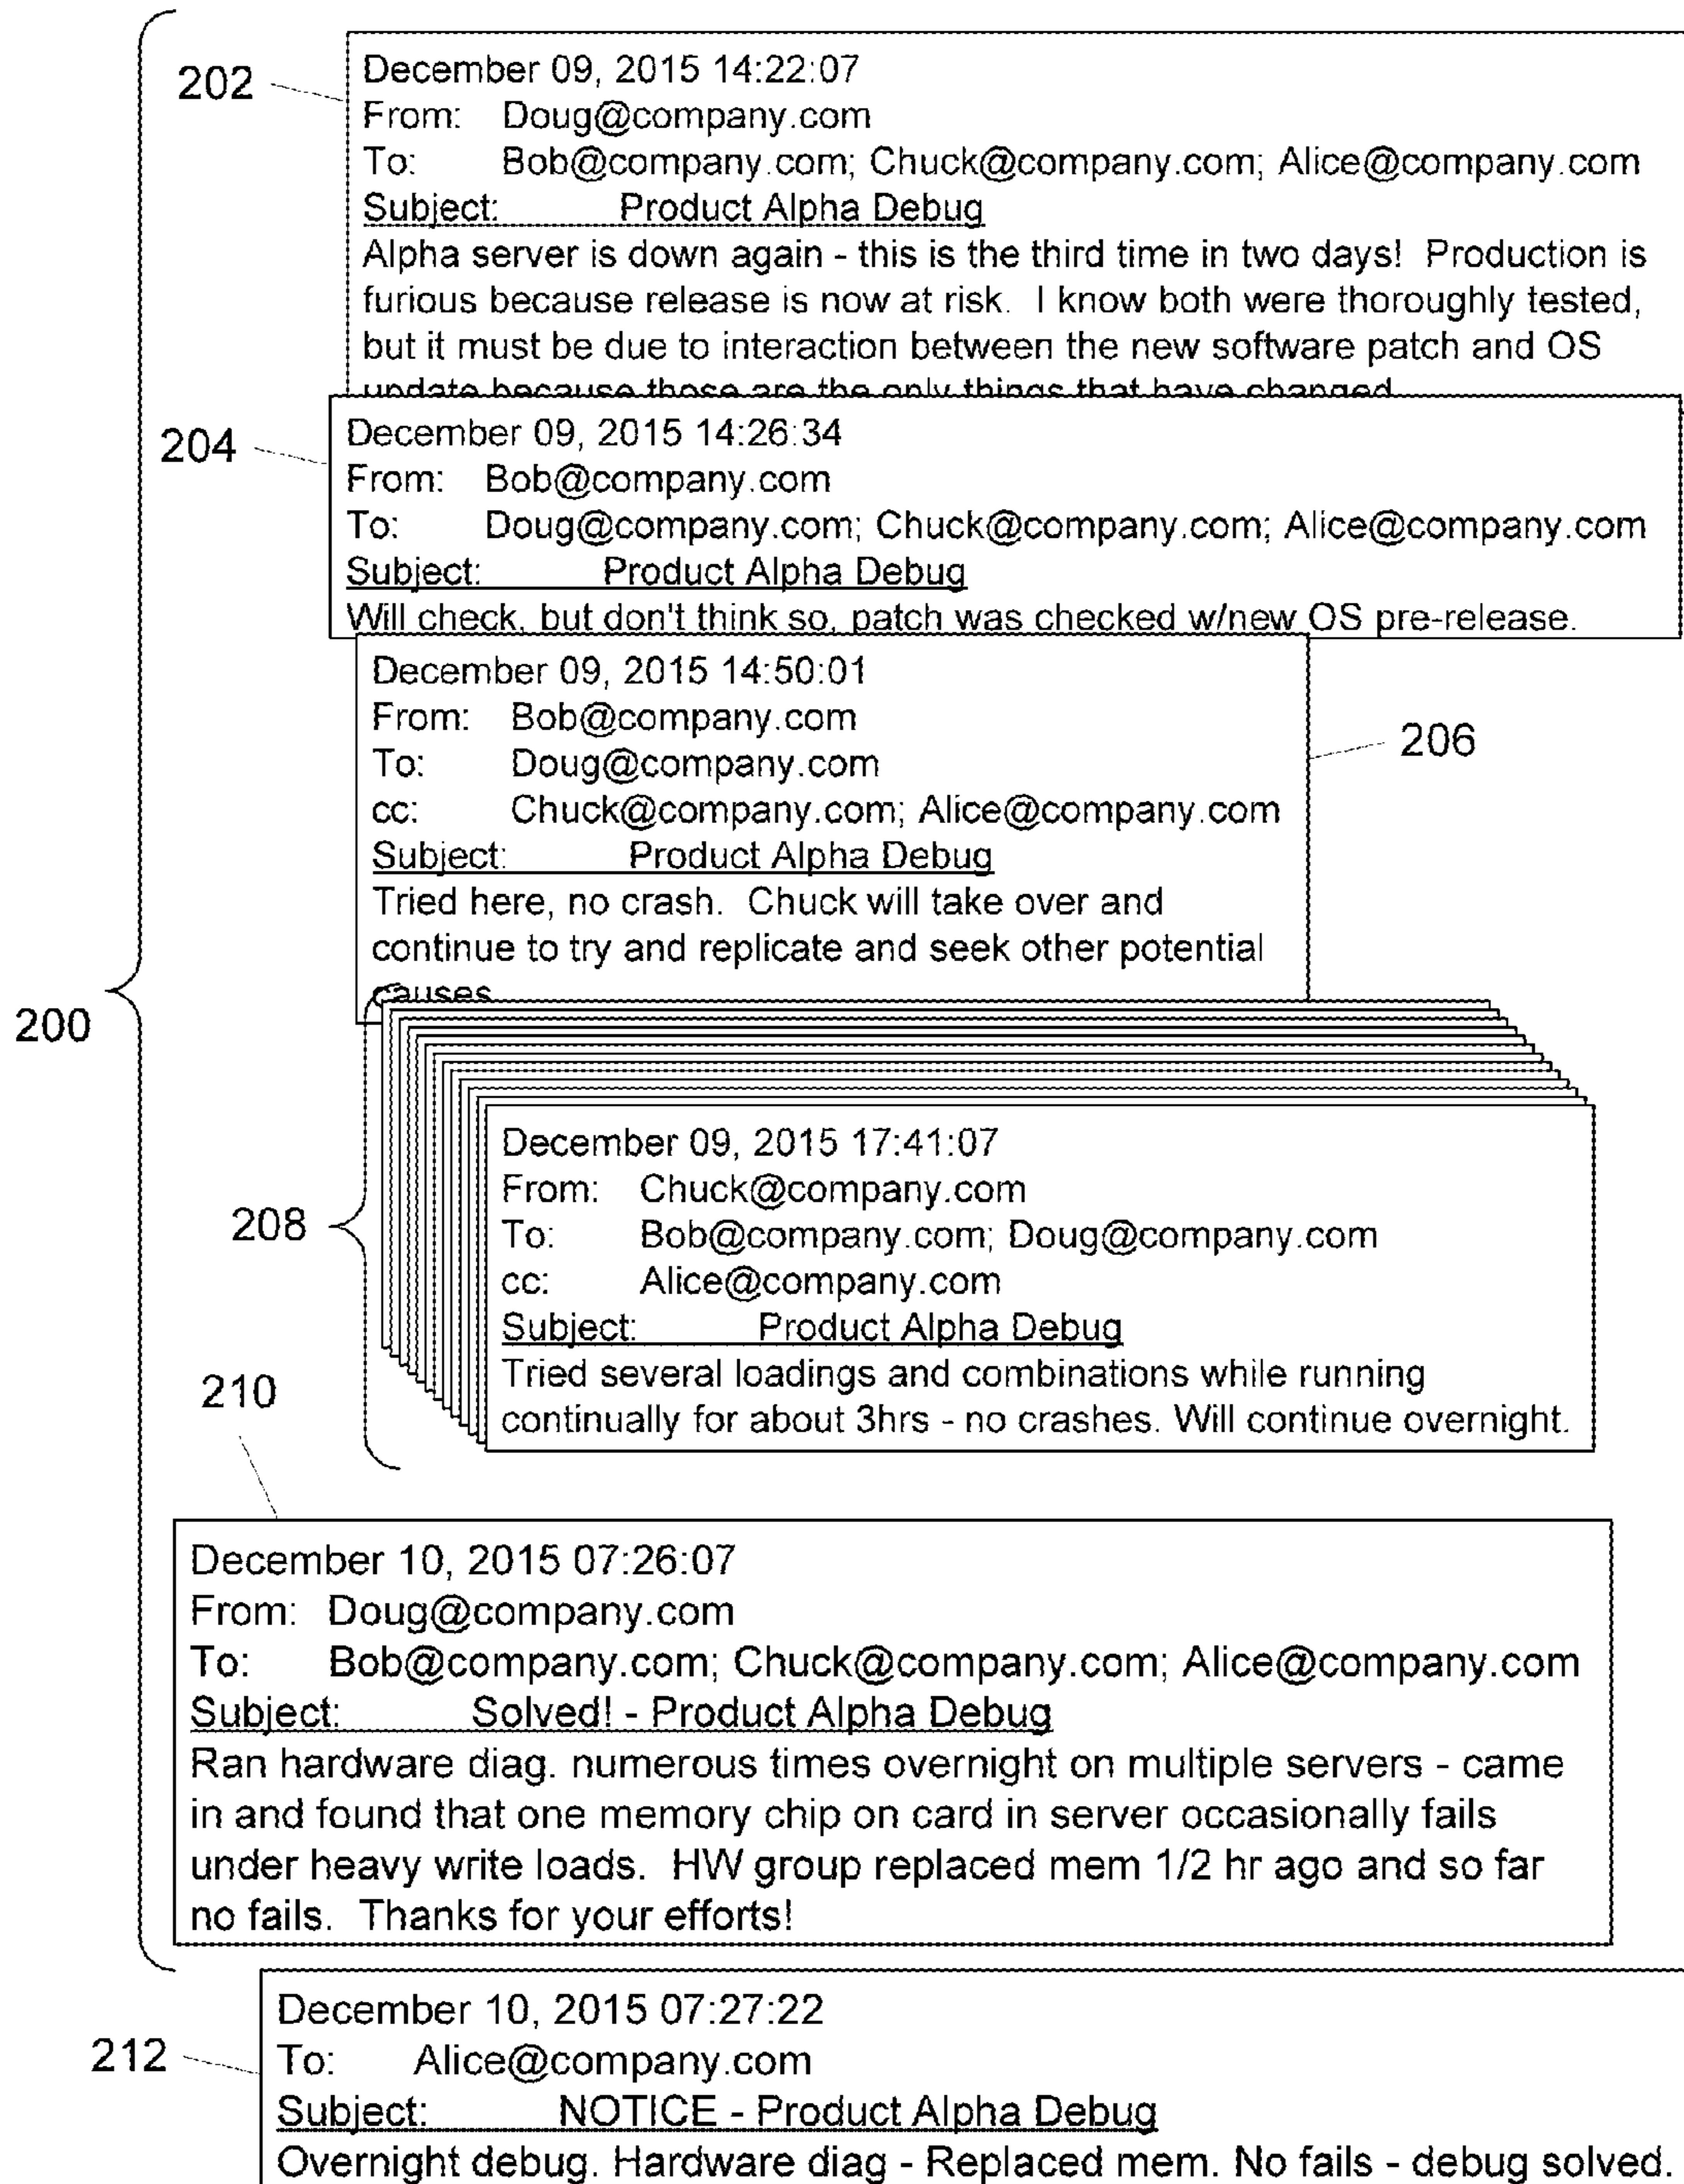 202
December 09, 2015 14:22:07
From: Doug@company.com
To: Bob@company.com; Chuck@company.com; Alice@company.com
Subject: Product Alpha Debug
Alpha server is down again - this is the third time in two days! Production is
furious because release is now at risk. I know both were thoroughly tested,
but it must be due to interaction between the new software patch and OS
update because those are the only things that have changed
204
December 09, 2015 14:26:34
From: Bob@company.com
To: Doug@company.com; Chuck@company.com; Alice@company.com
Subject: Product Alpha Debug
Will check, but don't think so, patch was checked w/new OS pre-release.
206
December 09, 2015 14:50:01
From: Bob@company.com
To: Doug@company.com
cc: Chuck@company.com; Alice@company.com
Subject: Product Alpha Debug
Tried here, no crash. Chuck will take over and
continue to try and replicate and seek other potential
causes
200
208
December 09, 2015 17:41:07
From: Chuck@company.com
To: Bob@company.com; Doug@company.com
cc: Alice@company.com
Subject: Product Alpha Debug
Tried several loadings and combinations while running
continually for about 3hrs - no crashes. Will continue overnight.
210
December 10, 2015 07:26:07
From: Doug@company.com
To: Bob@company.com; Chuck@company.com; Alice@company.com
Subject: Solved! - Product Alpha Debug
Ran hardware diag. numerous times overnight on multiple servers - came
in and found that one memory chip on card in server occasionally fails
under heavy write loads. HW group replaced mem 1/2 hr ago and so far
no fails. Thanks for your efforts!
212
December 10, 2015 07:27:22
To: Alice@company.com
Subject: NOTICE - Product Alpha Debug
Overnight debug. Hardware diag - Replaced mem. No fails - debug solved.